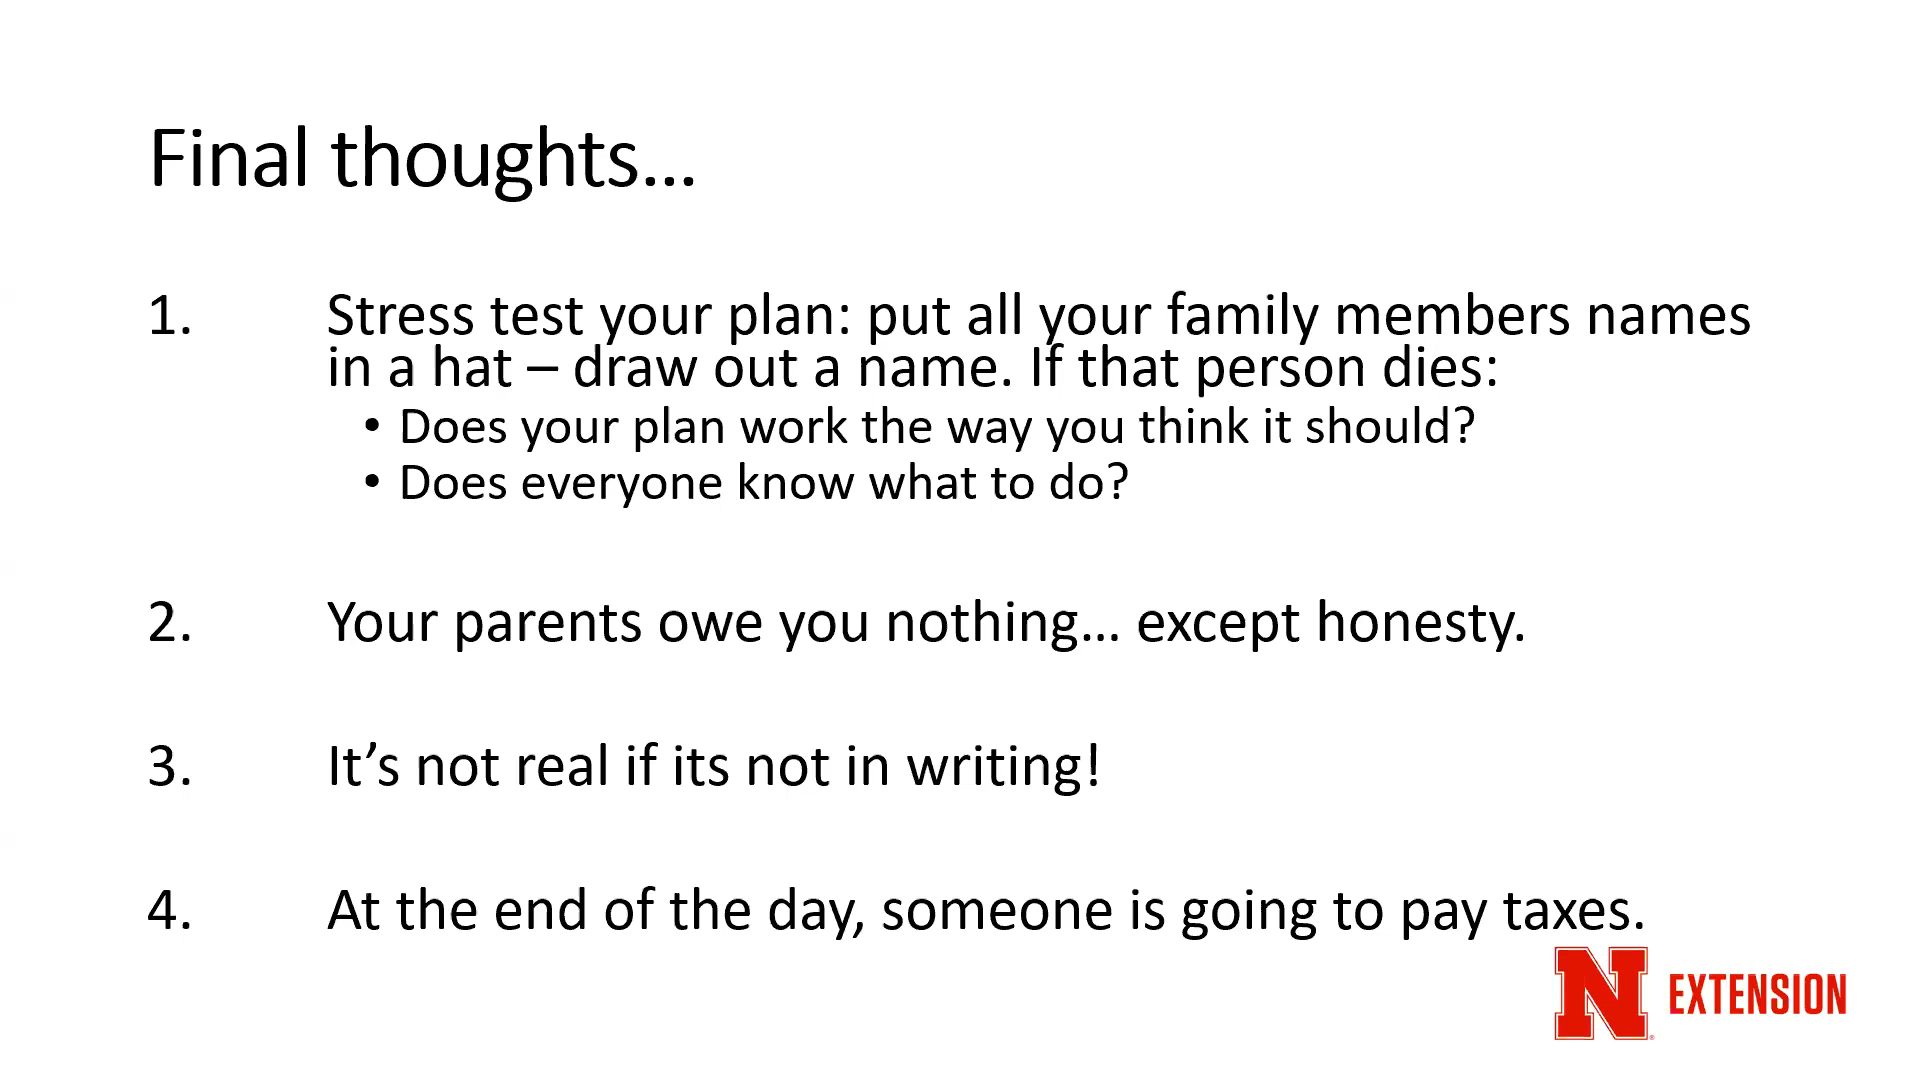 Final thoughts...
1. Stress test your plan: put all your family members names
in a hat – draw out a name. If that person dies:
• Does your plan work the way you think it should?
• Does everyone know what to do?
2. Your parents owe you nothing... except honesty.
3. It’s not real if its not in writing!
4. At the end of the day, someone is going to pay taxes.
N EXTENSION